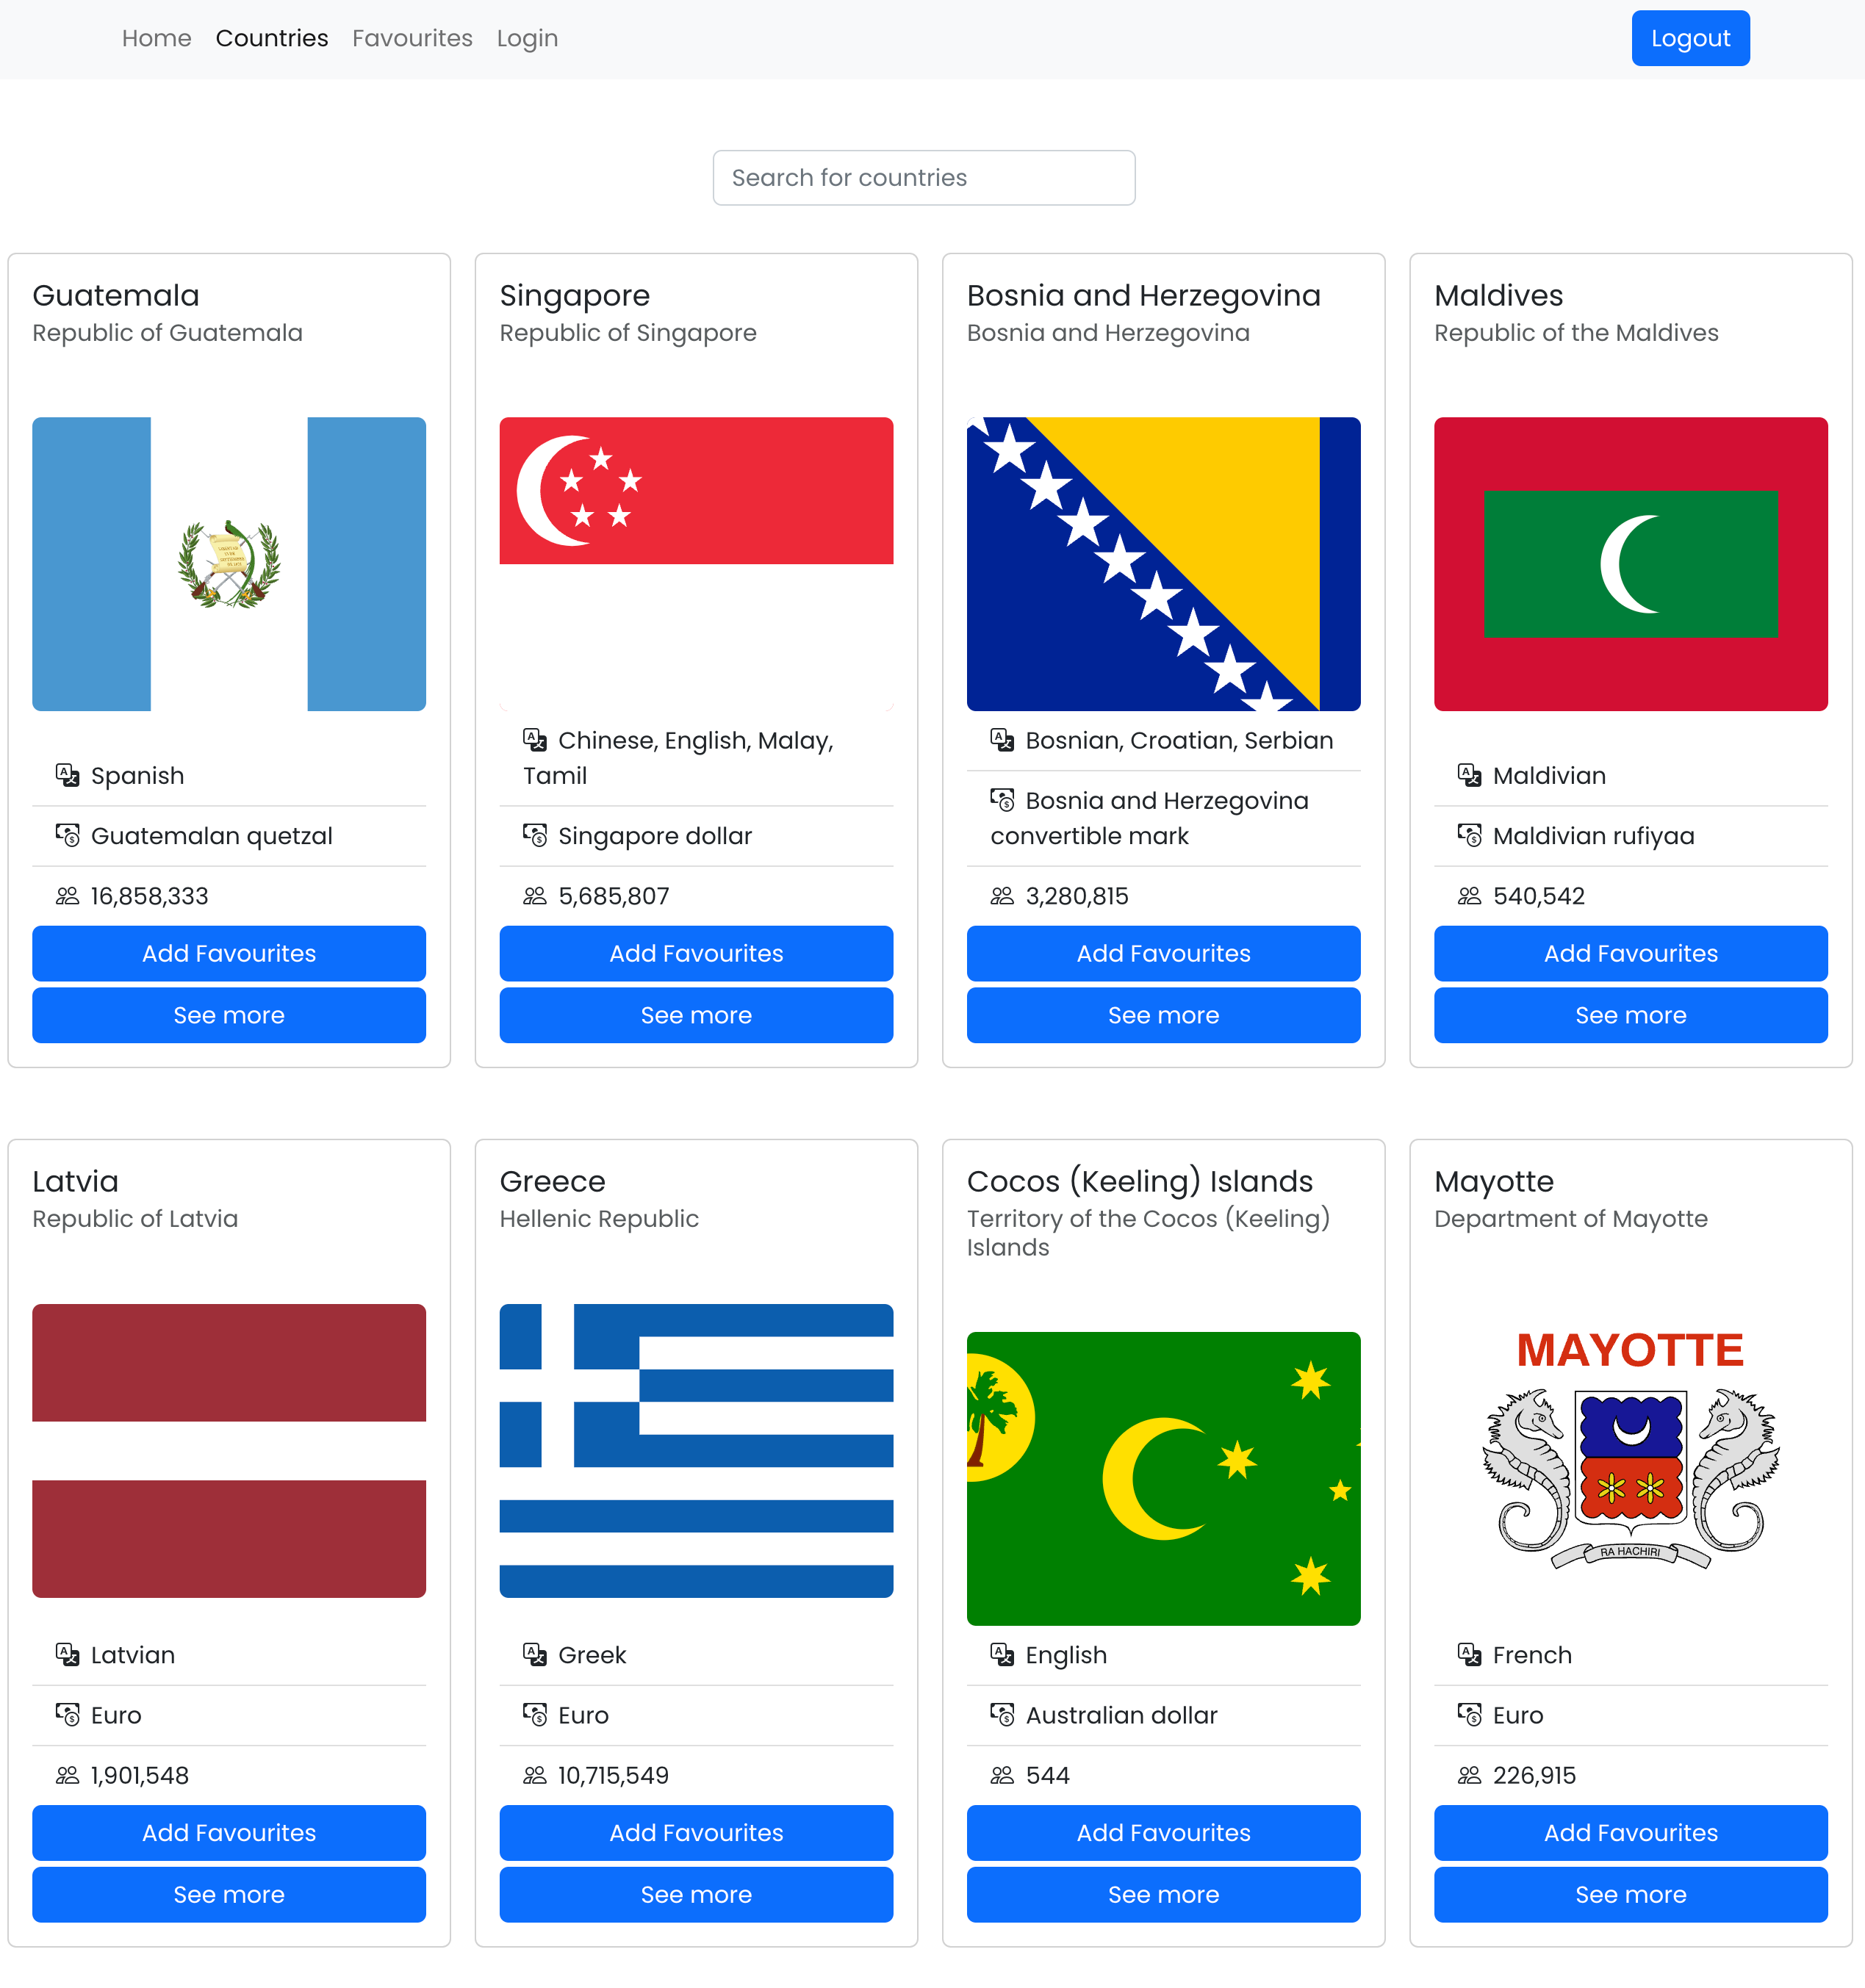 Home Countries Favourites Login Logout
Search for countries
Guatemala
Republic of Guatemala
Spanish
Guatemalan quetzal
16,858,333
Add Favourites
See more
Singapore
Republic of Singapore
Chinese, English, Malay,
Tamil
Singapore dollar
5,685,807
Add Favourites
See more
Bosnia and Herzegovina
Bosnia and Herzegovina
Bosnian, Croatian, Serbian
Bosnia and Herzegovina
convertible mark
3,280,815
Add Favourites
See more
Maldives
Republic of the Maldives
Maldivian
Maldivian rufiyaa
540,542
Add Favourites
See more
Latvia
Republic of Latvia
Latvian
Euro
1,901,548
Add Favourites
See more
Greece
Hellenic Republic
Greek
Euro
10,715,549
Add Favourites
See more
Cocos (Keeling) Islands
Territory of the Cocos (Keeling)
Islands
English
Australian dollar
544
Add Favourites
See more
Mayotte
Department of Mayotte
MAYOTTE
RA HACHIRI
French
Euro
226,915
Add Favourites
See more